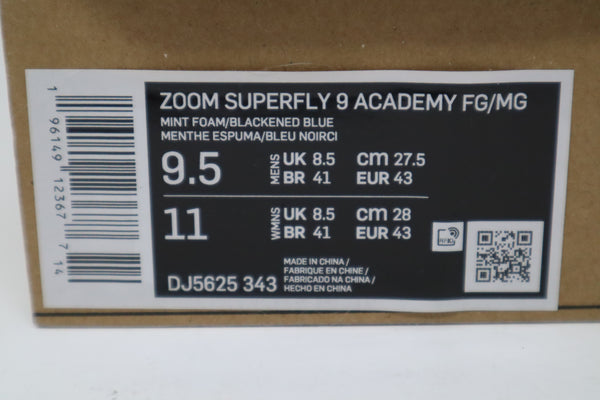 ZOOM SUPERFLY 9 ACADEMY FG/MG
MINT FOAM/BLACKENED BLUE
MENTHE ESPUMA/BLEU NOIRCI
9.5 MENS UK 8.5 cm 27.5
BR 41 EUR 43
11 WMNS UK 8.5 cm 28
BR 41 EUR 43
MADE IN CHINA /
FABRIQUE EN CHINE /
FABRICADO NA CHINA /
HECHO EN CHINA
DJ5625 343
1 96149 12367 7 14